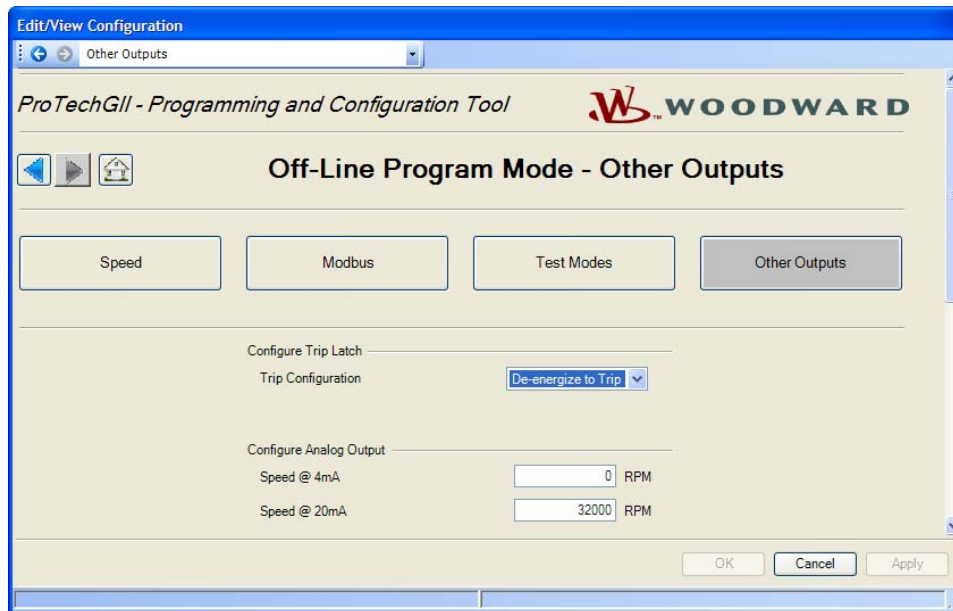 Edit/View Configuration
Other Outputs
ProTechGII - Programming and Configuration Tool
WOODWARD
Off-Line Program Mode - Other Outputs
Speed Modbus Test Modes Other Outputs
Configure Trip Latch
Trip Configuration De-energize to Trip
Configure Analog Output
Speed @ 4mA 0 RPM
Speed @ 20mA 32000 RPM
OK Cancel Apply